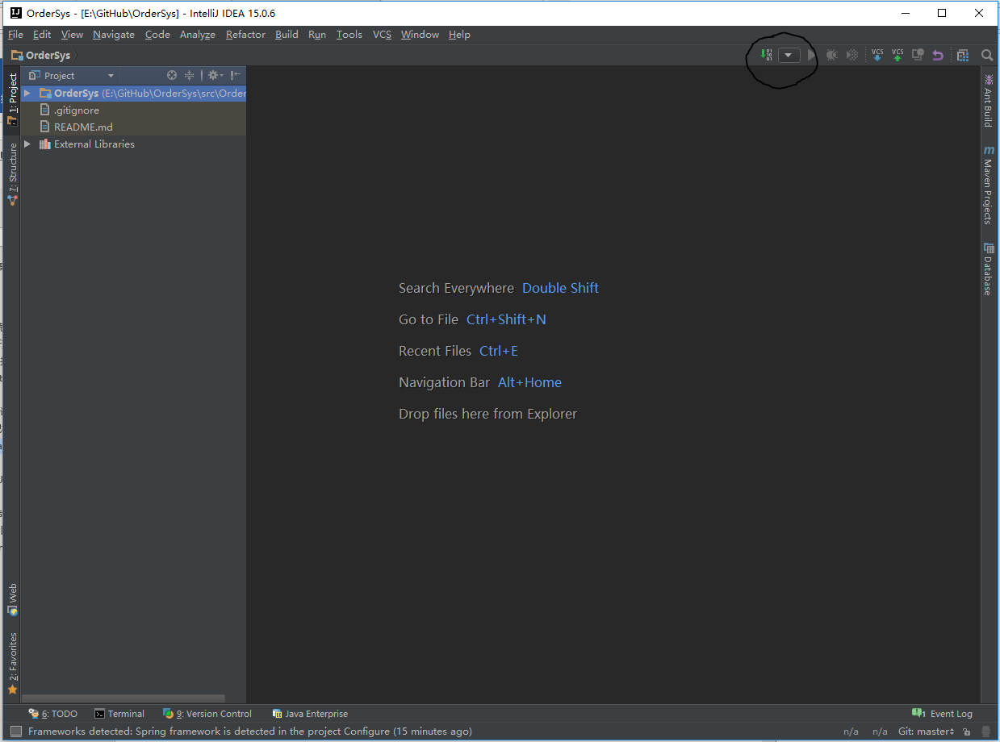 OrderSys - [E:\GitHub\OrderSys] - IntelliJ IDEA 15.0.6
File Edit View Navigate Code Analyze Refactor Build Run Tools VCS Window Help
OrderSys
VCS VCS
1: Project
Project
OrderSys (E:\GitHub\OrderSys\src\Order
.gitignore
README.md
External Libraries
7: Structure
Ant Build
m
Maven Projects
Database
Search Everywhere Double Shift
Go to File Ctrl+Shift+N
Recent Files Ctrl+E
Navigation Bar Alt+Home
Drop files here from Explorer
Web
2: Favorites
6: TODO Terminal 9: Version Control Java Enterprise 1 Event Log
Frameworks detected: Spring framework is detected in the project Configure (15 minutes ago) n/a n/a Git: master